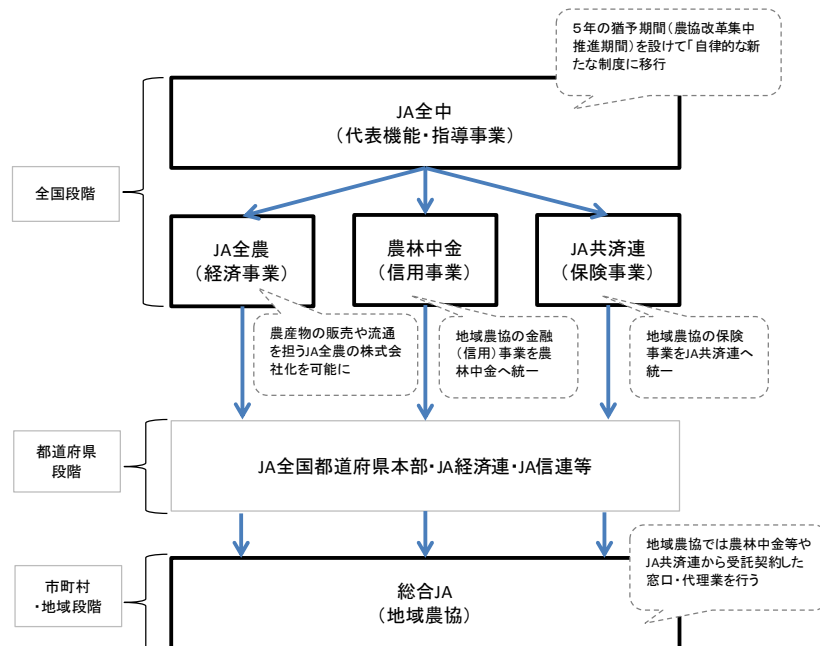 ５年の猶予期間（農協改革集中
推進期間）を設けて「自律的な新
たな制度に移行
JA全中
（代表機能・指導事業）
全国段階
JA全農
（経済事業）
農林中金
（信用事業）
JA共済連
（保険事業）
農産物の販売や流通
を担うJA全農の株式会
社化を可能に
地域農協の金融
（信用）事業を農
林中金へ統一
地域農協の保険
事業をJA共済連へ
統一
都道府県
段階
JA全国都道府県本部・JA経済連・JA信連等
地域農協では農林中金等や
JA共済連から受託契約した
窓口・代理業を行う
市町村
・地域段階
総合JA
（地域農協）